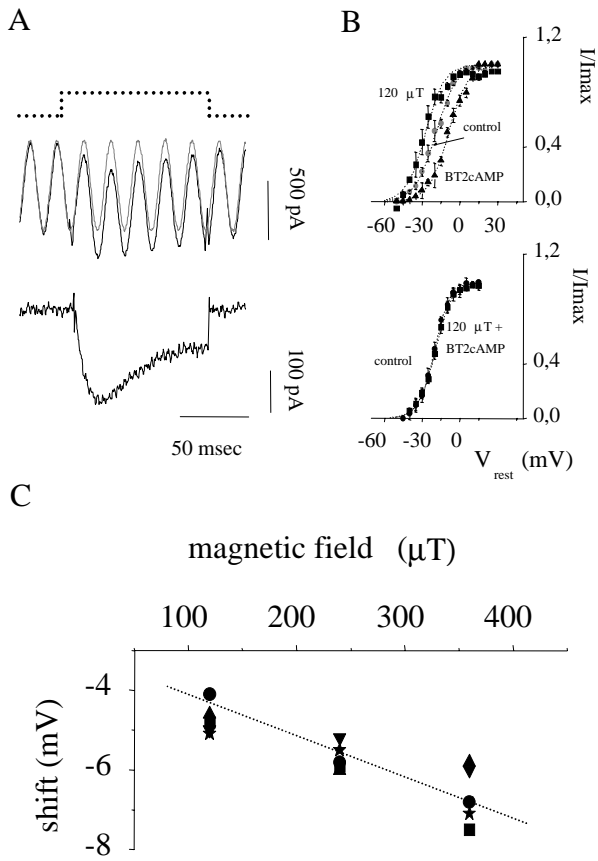 A
500 pA
100 pA
50 msec
B
1,2
0,4
0,0
I/Imax
120 µT
control
BT2cAMP
-60 -30 0 30
1,2
0,4
0,0
I/Imax
120 µT +
BT2cAMP
control
-60 -30 0
V rest (mV)
C
magnetic field (µT)
100 200 300 400
-4
-6
-8
shift (mV)